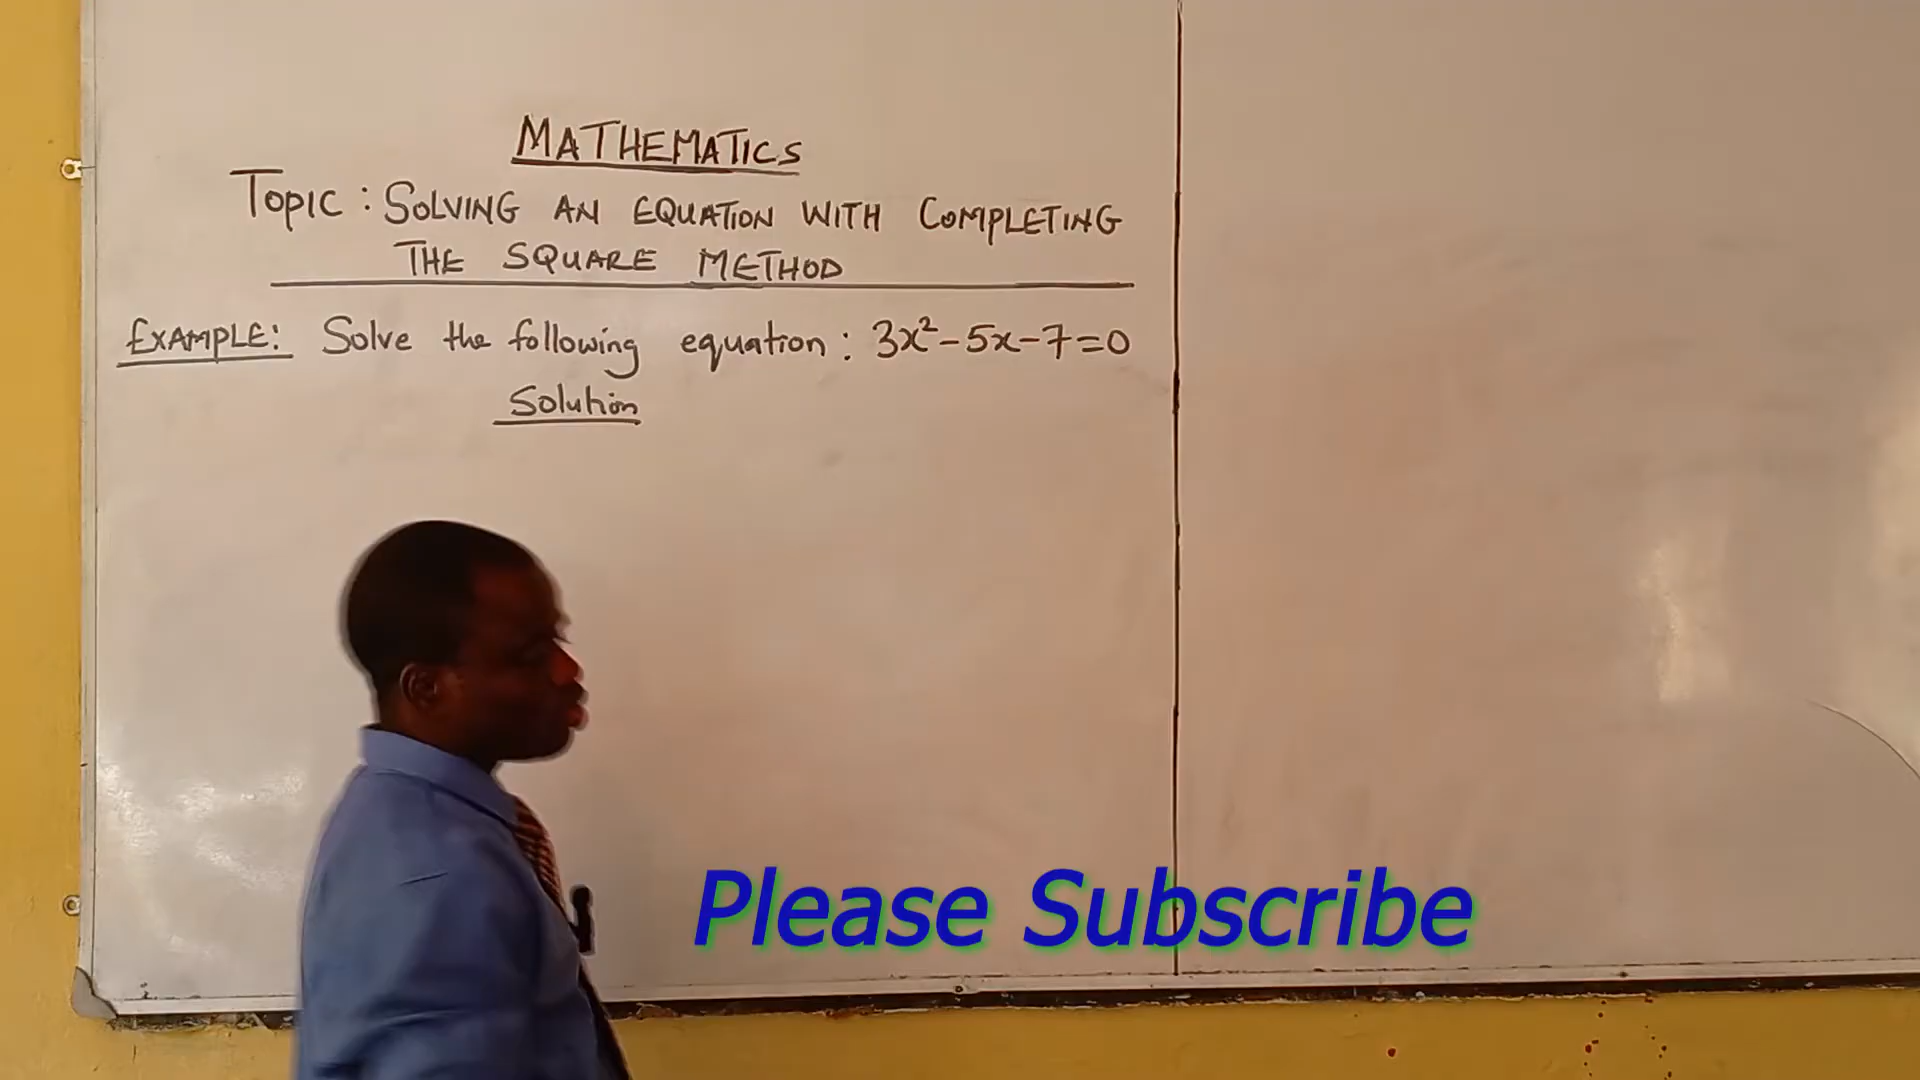 MATHEMATICS
TOPIC: SOLVING AN EQUATION WITH COMPLETING
THE SQUARE METHOD
EXAMPLE: Solve the following equation: 3x²-5x-7=0
Solution
Please Subscribe